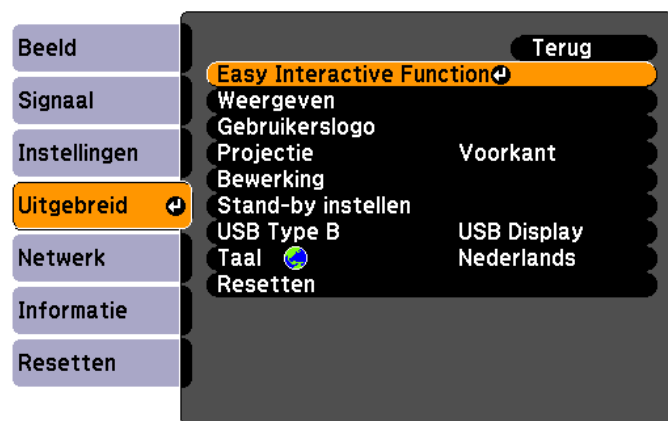 Beeld
Signaal
Instellingen
Uitgebreid
Netwerk
Informatie
Resetten
Terug
Easy Interactive Function
Weergeven
Gebruikerslogo
Projectie Voorkant
Bewerking
Stand-by instellen
USB Type B USB Display
Taal Nederlands
Resetten